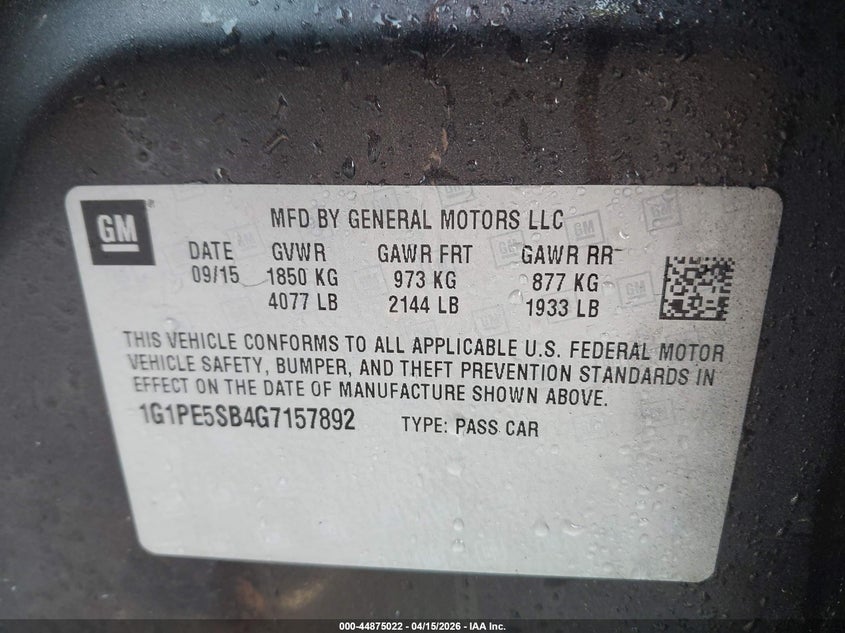 GM
MFD BY GENERAL MOTORS LLC
DATE GVWR GAWR FRT GAWR RR
09/15 1850 KG 973 KG 877 KG
4077 LB 2144 LB 1933 LB
THIS VEHICLE CONFORMS TO ALL APPLICABLE U.S. FEDERAL MOTOR
VEHICLE SAFETY, BUMPER, AND THEFT PREVENTION STANDARDS IN
EFFECT ON THE DATE OF MANUFACTURE SHOWN ABOVE.
1G1PE5SB4G7157892 TYPE: PASS CAR
000-44875022 - 04/15/2026 - IAA Inc.